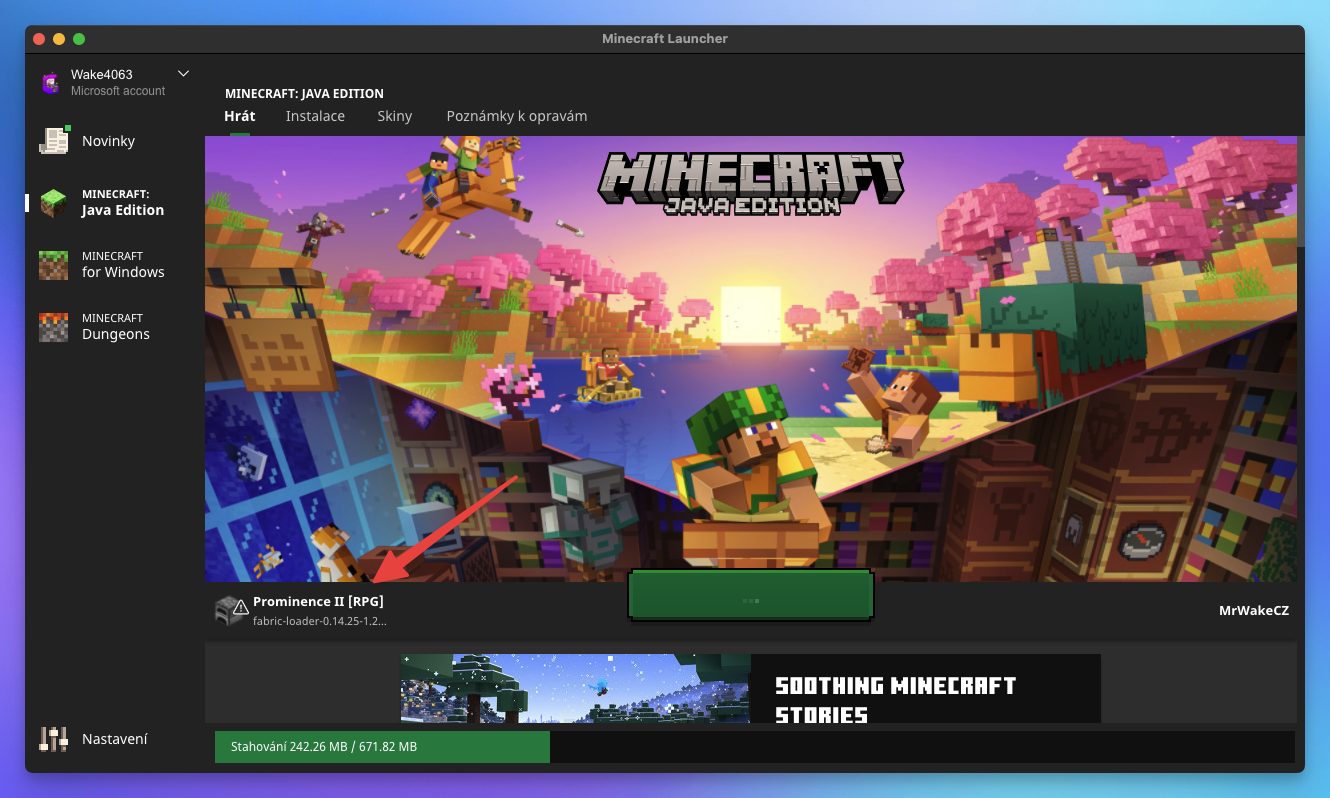 Minecraft Launcher
Wake4063
Microsoft account
Novinky
MINECRAFT:
Java Edition
MINECRAFT
for Windows
MINECRAFT
Dungeons
Nastavení
MINECRAFT: JAVA EDITION
Hrát
Instalace
Skiny
Poznámky k opravám
MINECRAFT
JAVA EDITION
Prominence II [RPG]
fabric-loader-0.14.25-1.2...
MrWakeCZ
SOOTHING MINECRAFT
STORIES
Stahování 242.26 MB / 671.82 MB